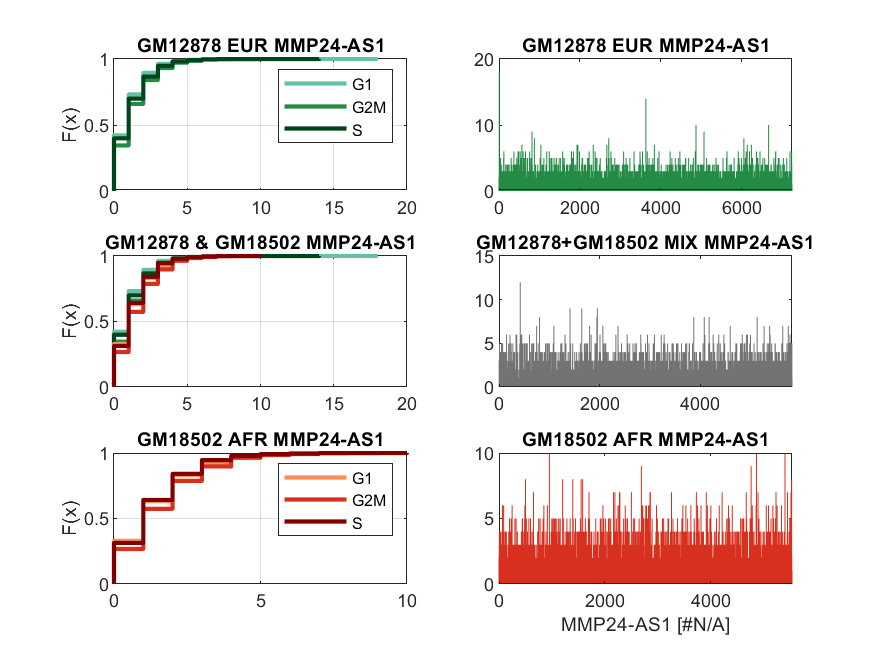 GM12878 EUR MMP24-AS1
1
0.5
0
F(x)
0 5 10 15 20
G1
G2M
S
GM12878 EUR MMP24-AS1
20
10
0
0 2000 4000 6000
GM12878 & GM18502 MMP24-AS1
1
0.5
0
F(x)
0 5 10 15 20
GM12878+GM18502 MIX MMP24-AS1
15
10
5
0
0 2000 4000
GM18502 AFR MMP24-AS1
1
0.5
0
F(x)
0 5 10
G1
G2M
S
GM18502 AFR MMP24-AS1
10
5
0
0 2000 4000
MMP24-AS1 [#N/A]